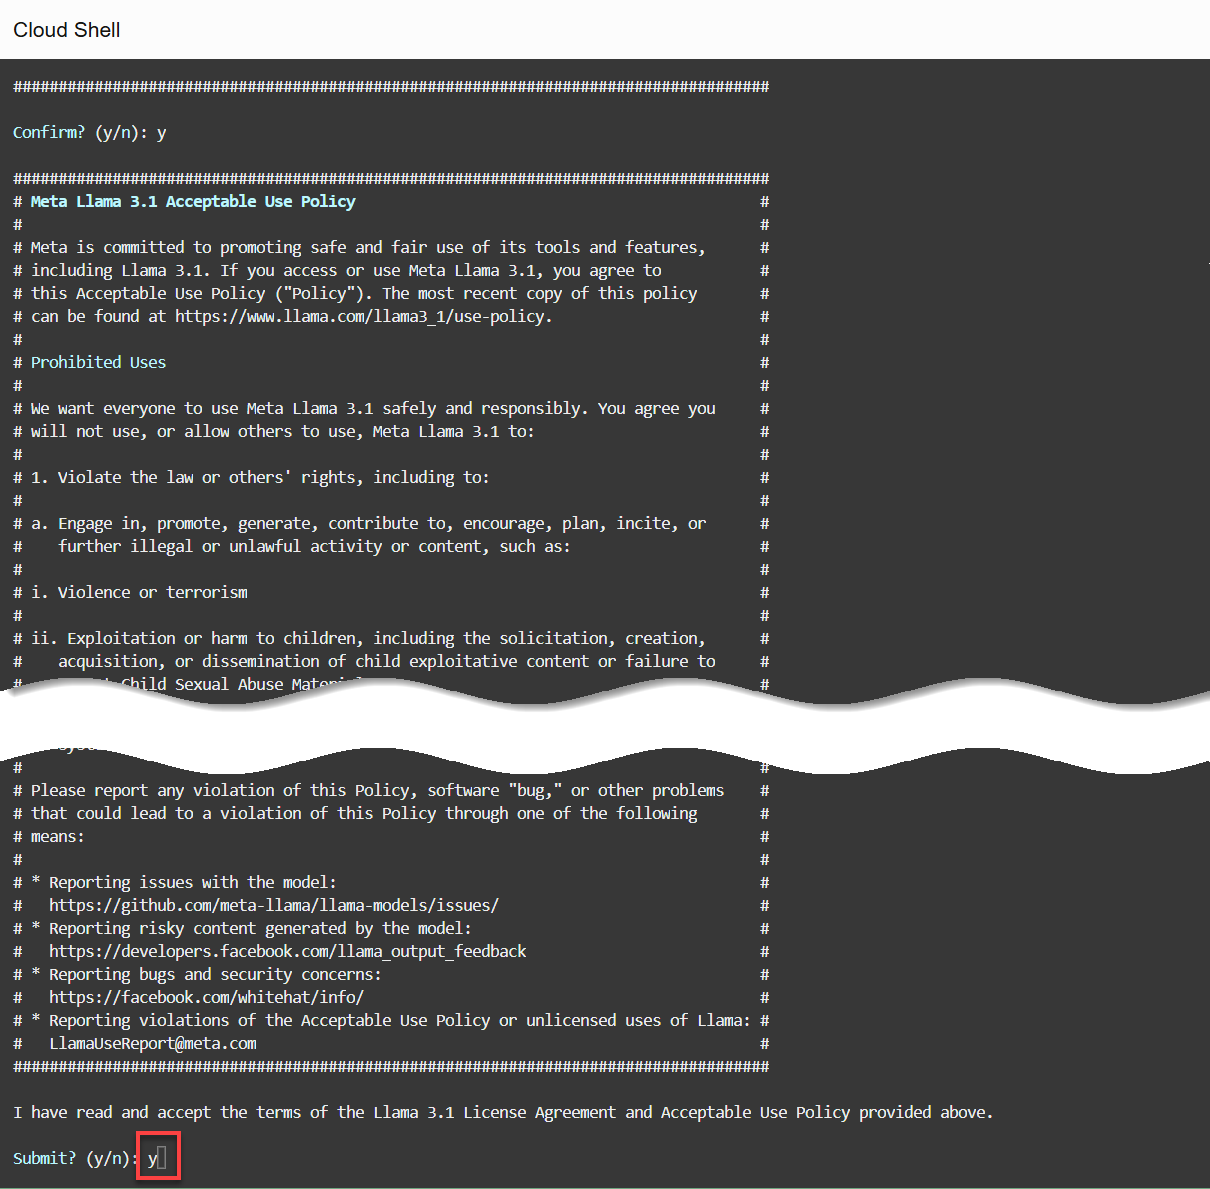 Cloud Shell
####################################################################################
Confirm? (y/n): y
####################################################################################
# Meta Llama 3.1 Acceptable Use Policy #
# #
# Meta is committed to promoting safe and fair use of its tools and features, #
# including Llama 3.1. If you access or use Meta Llama 3.1, you agree to #
# this Acceptable Use Policy ("Policy"). The most recent copy of this policy #
# can be found at https://www.llama.com/llama3_1/use-policy. #
# #
# Prohibited Uses #
# #
# We want everyone to use Meta Llama 3.1 safely and responsibly. You agree you #
# will not use, or allow others to use, Meta Llama 3.1 to: #
# #
# 1. Violate the law or others' rights, including to: #
# #
# a. Engage in, promote, generate, contribute to, encourage, plan, incite, or #
# further illegal or unlawful activity or content, such as: #
# #
# i. Violence or terrorism #
# #
# ii. Exploitation or harm to children, including the solicitation, creation, #
# acquisition, or dissemination of child exploitative content or failure to #
# Child Sexual Abuse #
# #
# Please report any violation of this Policy, software "bug," or other problems #
# that could lead to a violation of this Policy through one of the following #
# means: #
# #
# * Reporting issues with the model: #
# https://github.com/meta-llama/llama-models/issues/ #
# * Reporting risky content generated by the model: #
# https://developers.facebook.com/llama_output_feedback #
# * Reporting bugs and security concerns: #
# https://facebook.com/whitehat/info/ #
# * Reporting violations of the Acceptable Use Policy or unlicensed uses of Llama: #
# LlamaUseReport@meta.com #
####################################################################################
I have read and accept the terms of the Llama 3.1 License Agreement and Acceptable Use Policy provided above.
Submit? (y/n): y